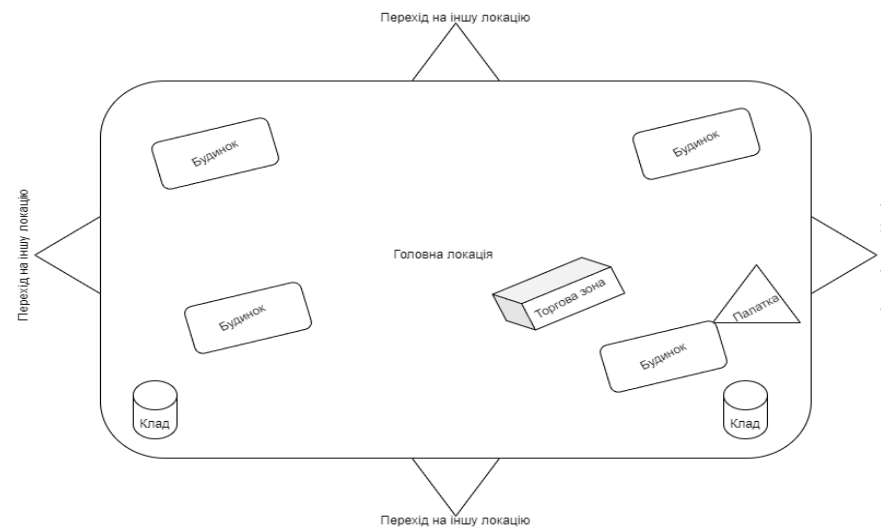 Перехід на іншу локацію
Будинок
Будинок
Перехід на іншу локацію
Головна локація
Торгова зона
Палатка
Будинок
Будинок
Клад
Клад
Перехід на іншу локацію